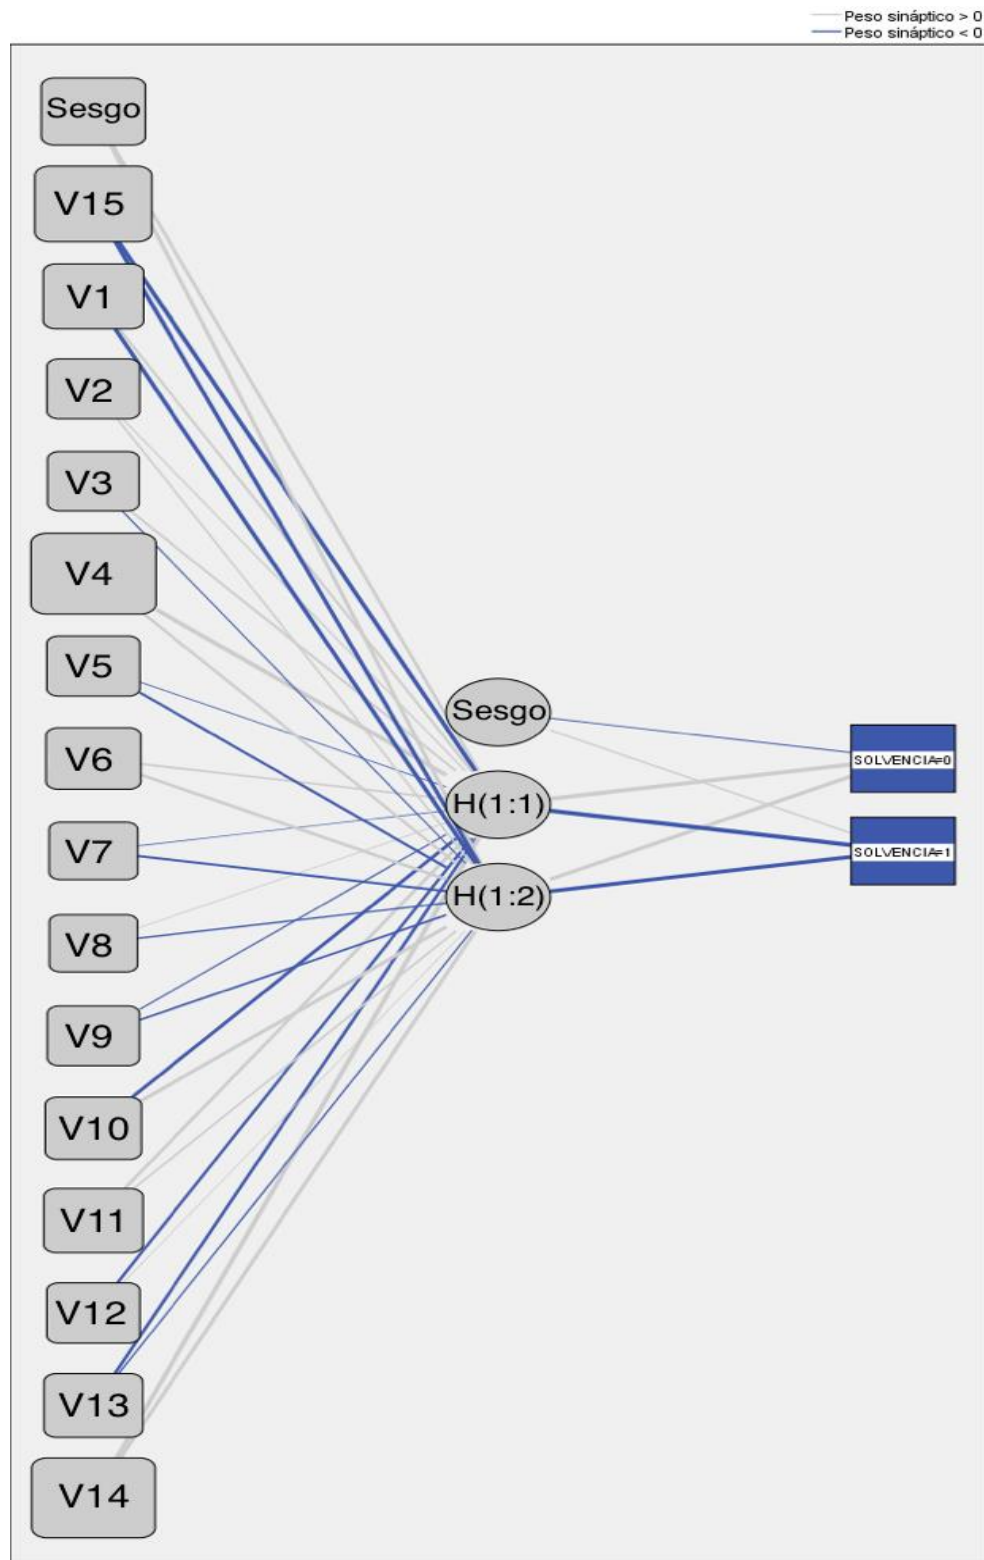 Peso sináptico > 0
Peso sináptico < 0
Sesgo
V15
V1
V2
V3
V4
V5
V6
V7
V8
V9
V10
V11
V12
V13
V14
Sesgo
H(1:1)
H(1:2)
SOLVENCIA=0
SOLVENCIA=1